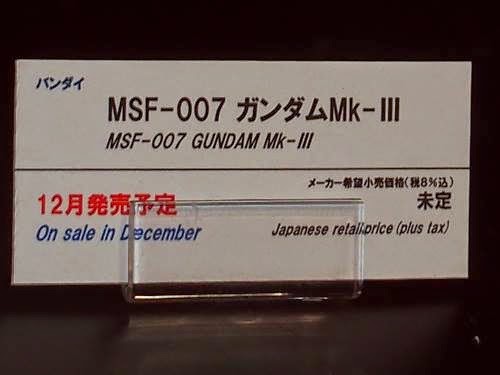 バンダイ
MSF-007 ガンダムMk-III
MSF-007 GUNDAM Mk-III
メーカー希望小売価格(税8%込)
12月発売予定
未定
On sale in December
Japanese retail price (plus tax)